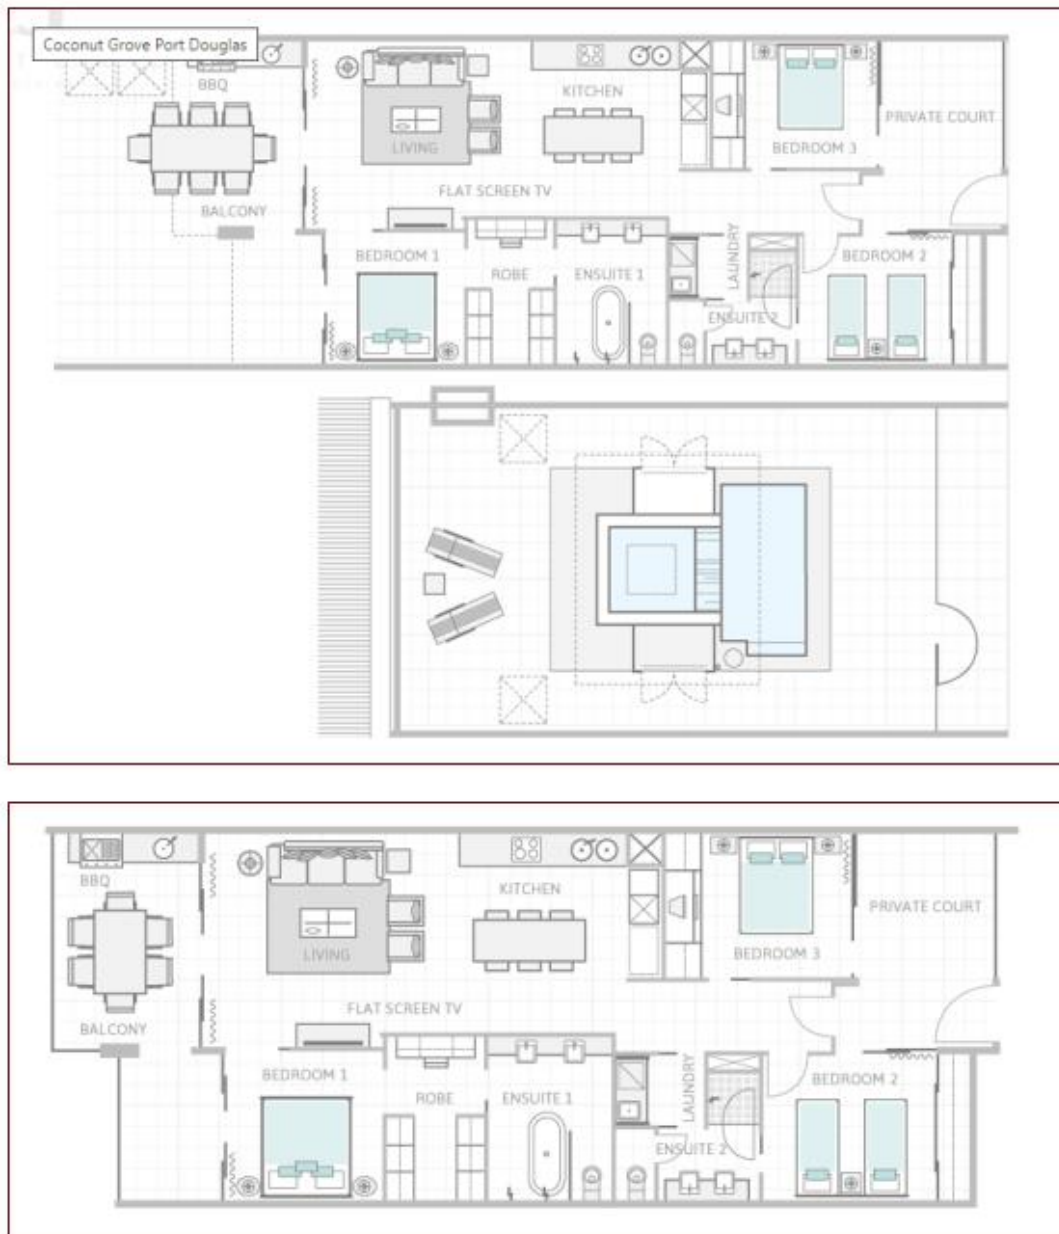 Coconut Grove Port Douglas
BBQ
KITCHEN
PRIVATE COURT
LIVING
BEDROOM 3
FLAT SCREEN TV
BALCONY
BEDROOM 1
ROBE
ENSUITE 1
LAUNDRY
BEDROOM 2
ENSUITE 2
BBQ
KITCHEN
PRIVATE COURT
LIVING
BEDROOM 3
FLAT SCREEN TV
BALCONY
BEDROOM 1
ROBE
ENSUITE 1
LAUNDRY
BEDROOM 2
ENSUITE 2